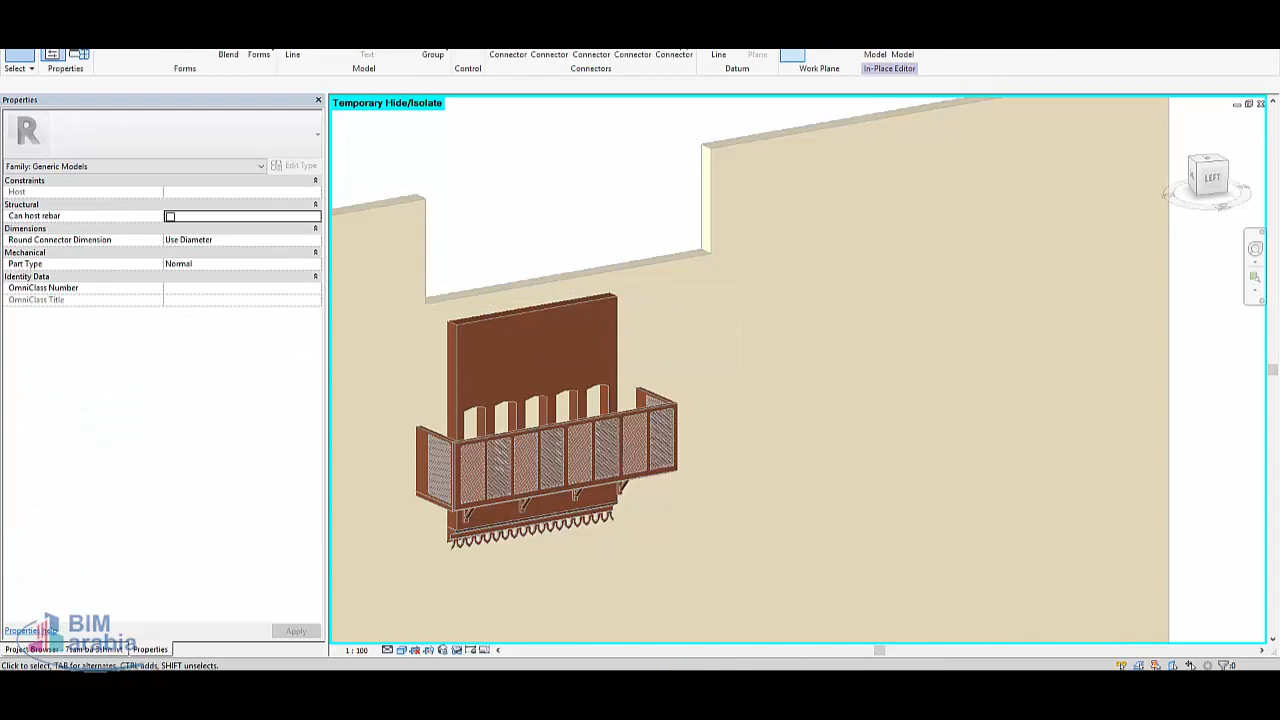 Blend Forms Line Text Group Connector Connector Connector Connector Connector Line Plane Model Model
Select Properties Forms Model Control Connectors Datum Work Plane In-Place Editor
Properties
Temporary Hide/Isolate
R
LEFT
Family: Generic Models
Edit Type
Constraints
Host
Structural
Can host rebar
Dimensions
Round Connector Dimension Use Diameter
Mechanical
Part Type Normal
Identity Data
OmniClass Number
OmniClass Title
BIM
arabia
Properties help
Apply
Project Browser - Properties
1 : 100
Click to select, TAB for alternates, CTRL adds, SHIFT unselects.
:0